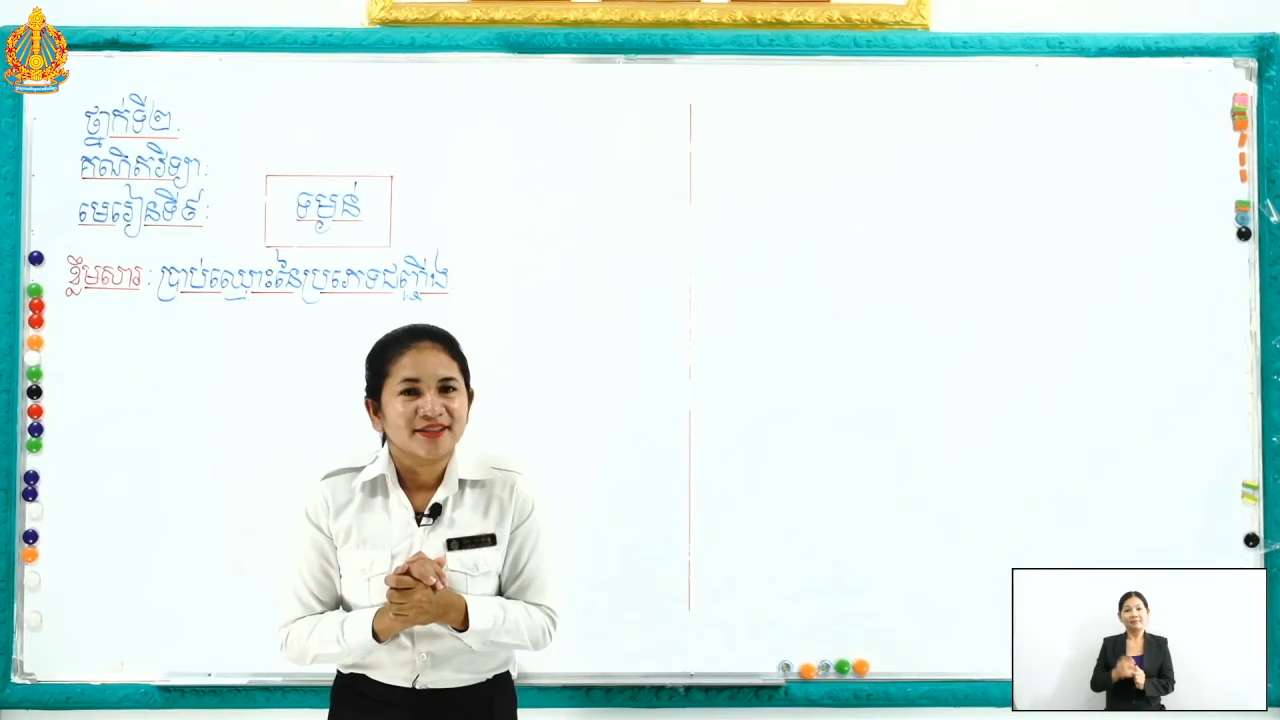 ថ្នាក់ទី២ :
គណិតវិទ្យា :
មេរៀនទី៩ :
ទម្ងន់
ខ្លឹមសារ : ប្រាប់ឈ្មោះនៃប្រភេទជញ្ជីង